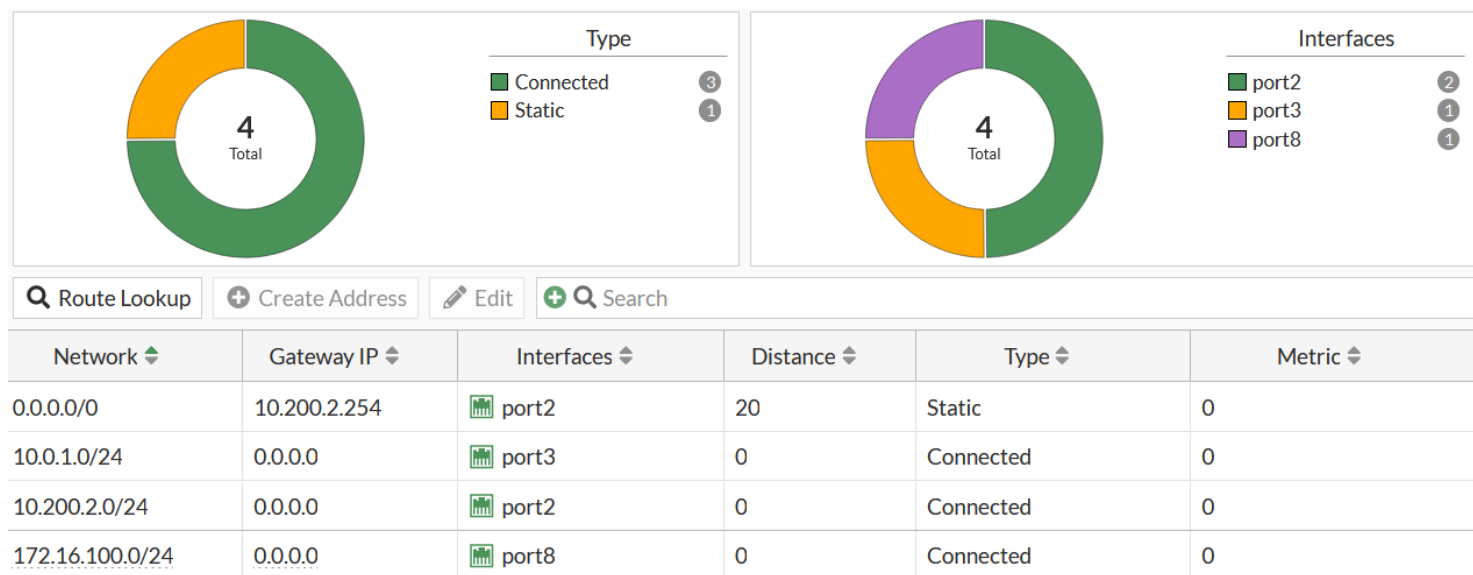 Type
Connected 3
Static 1
4
Total
Interfaces
port2 2
port3 1
port8 1
4
Total
Route Lookup Create Address Edit Search
Network Gateway IP Interfaces Distance Type Metric
0.0.0.0/0 10.200.2.254 port2 20 Static 0
10.0.1.0/24 0.0.0.0 port3 0 Connected 0
10.200.2.0/24 0.0.0.0 port2 0 Connected 0
172.16.100.0/24 0.0.0.0 port8 0 Connected 0